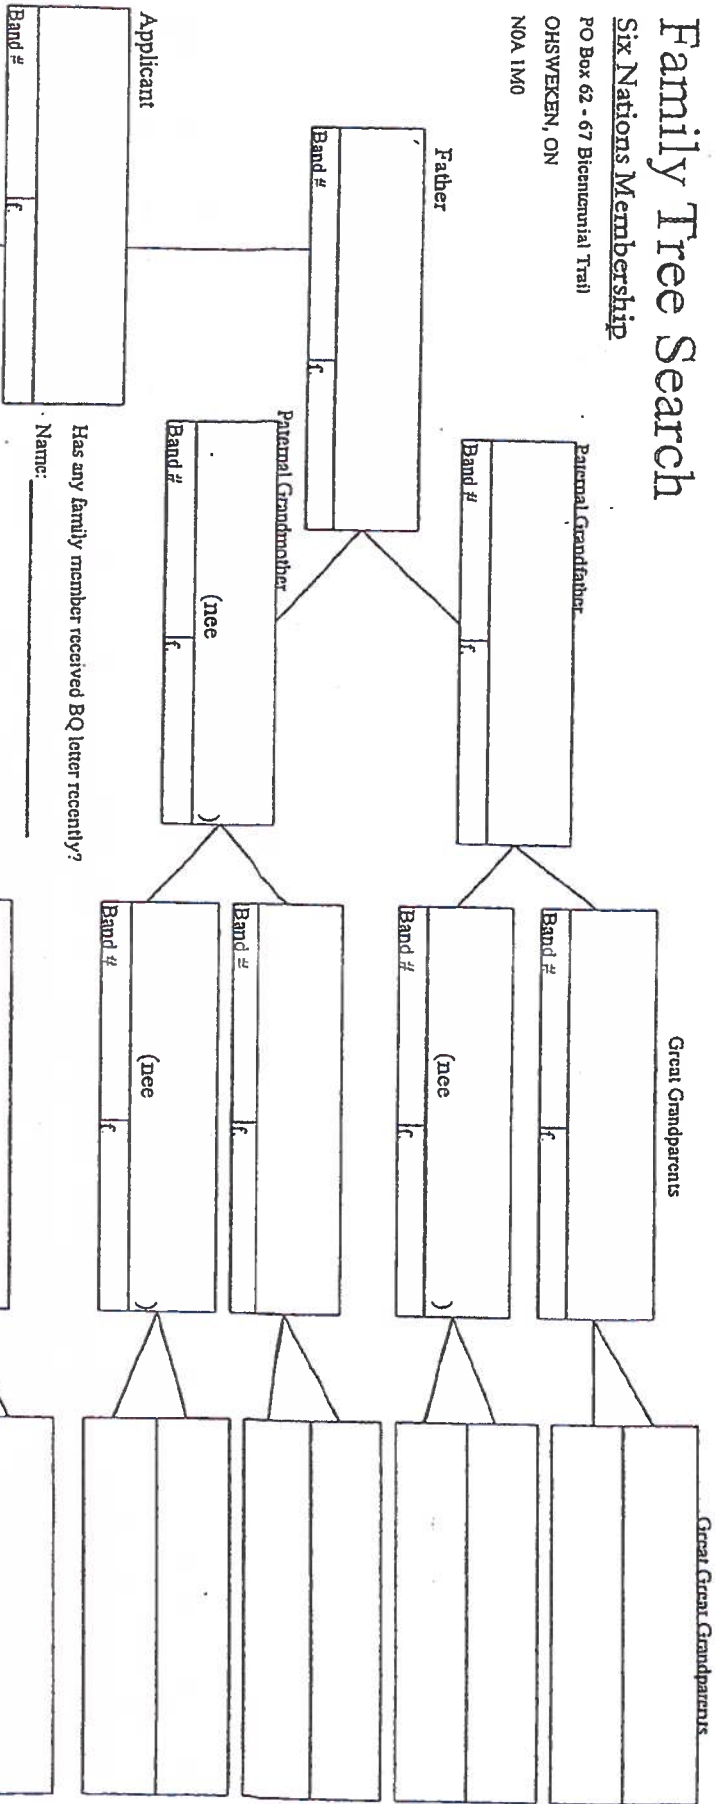 Family Tree Search
Six Nations Membership
PO Box 62 - 67 Bicentennial Trail
OHSWEKEN, ON
N0A 1M0
Great Great Grandparents
Great Grandparents
Band # f.
Paternal Grandfather
Band # f.
(nee )
Band # f.
Father
Band # f.
Band # f.
Paternal Grandmother
(nee )
Band # f.
(nee )
Band # f.
Applicant
Band # f.
Has any family member received BQ letter recently?
Name: